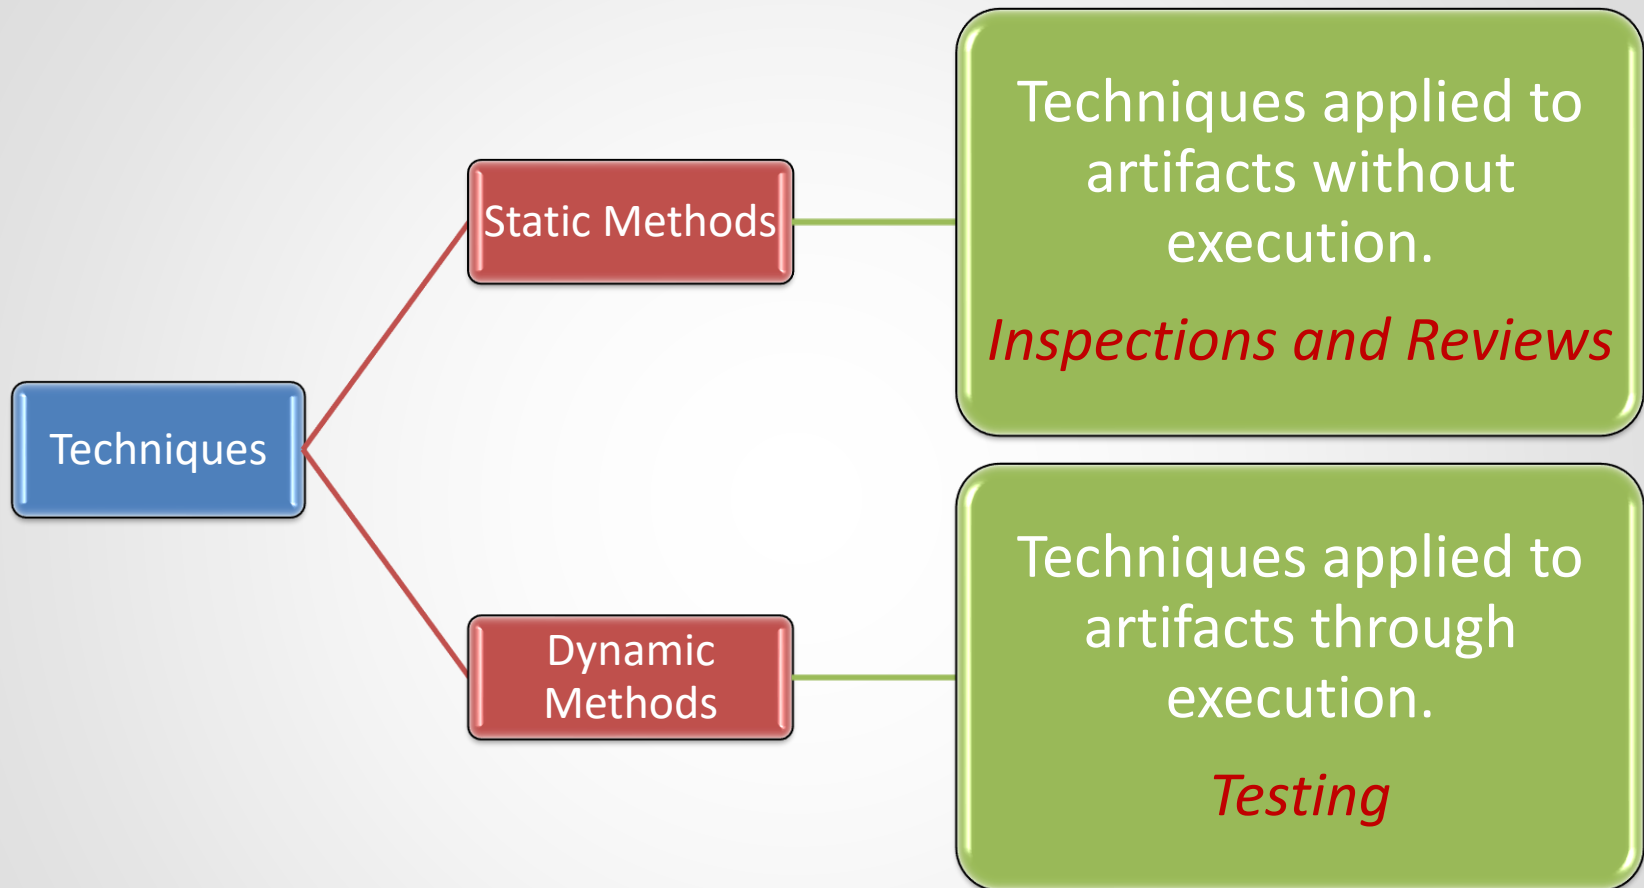 Techniques
Static Methods
Techniques applied to
artifacts without
execution.
Inspections and Reviews
Dynamic
Methods
Techniques applied to
artifacts through
execution.
Testing